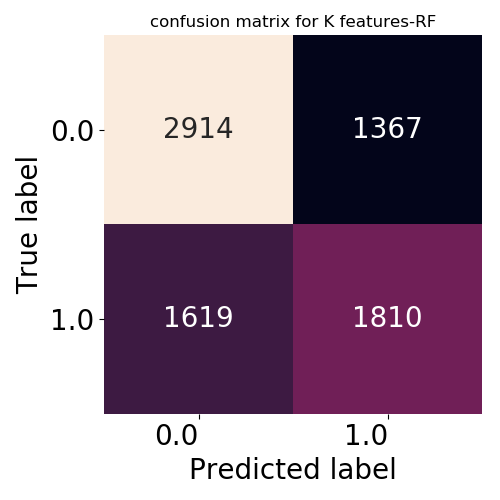 confusion matrix for K features-RF
True label
0.0
2914
1367
1.0
1619
1810
0.0
1.0
Predicted label